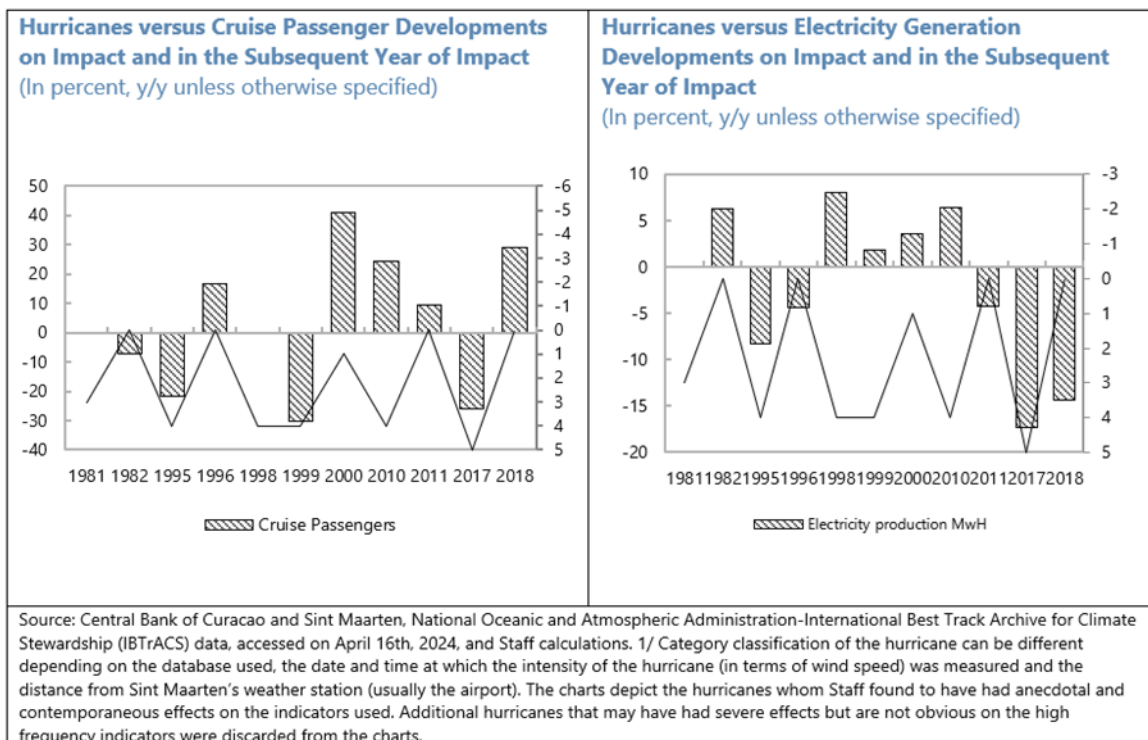 Hurricanes versus Cruise Passenger Developments
on Impact and in the Subsequent Year of Impact
(In percent, y/y unless otherwise specified)
50
40
30
20
10
0
-10
-20
-30
-40
-6
-5
-4
-3
-2
-1
0
1
2
3
4
5
1981 1982 1995 1996 1998 1999 2000 2010 2011 2017 2018
Cruise Passengers
Hurricanes versus Electricity Generation
Developments on Impact and in the Subsequent
Year of Impact
(In percent, y/y unless otherwise specified)
10
5
0
-5
-10
-15
-20
-3
-2
-1
0
1
2
3
4
5
19811982199519961998199920002010201120172018
Electricity production MwH
Source: Central Bank of Curacao and Sint Maarten, National Oceanic and Atmospheric Administration-International Best Track Archive for Climate
Stewardship (IBTrACS) data, accessed on April 16th, 2024, and Staff calculations. 1/ Category classification of the hurricane can be different
depending on the database used, the date and time at which the intensity of the hurricane (in terms of wind speed) was measured and the
distance from Sint Maarten's weather station (usually the airport). The charts depict the hurricanes whom Staff found to have had anecdotal and
contemporaneous effects on the indicators used. Additional hurricanes that may have had severe effects but are not obvious on the high
frequency indicators were discarded from the charts.